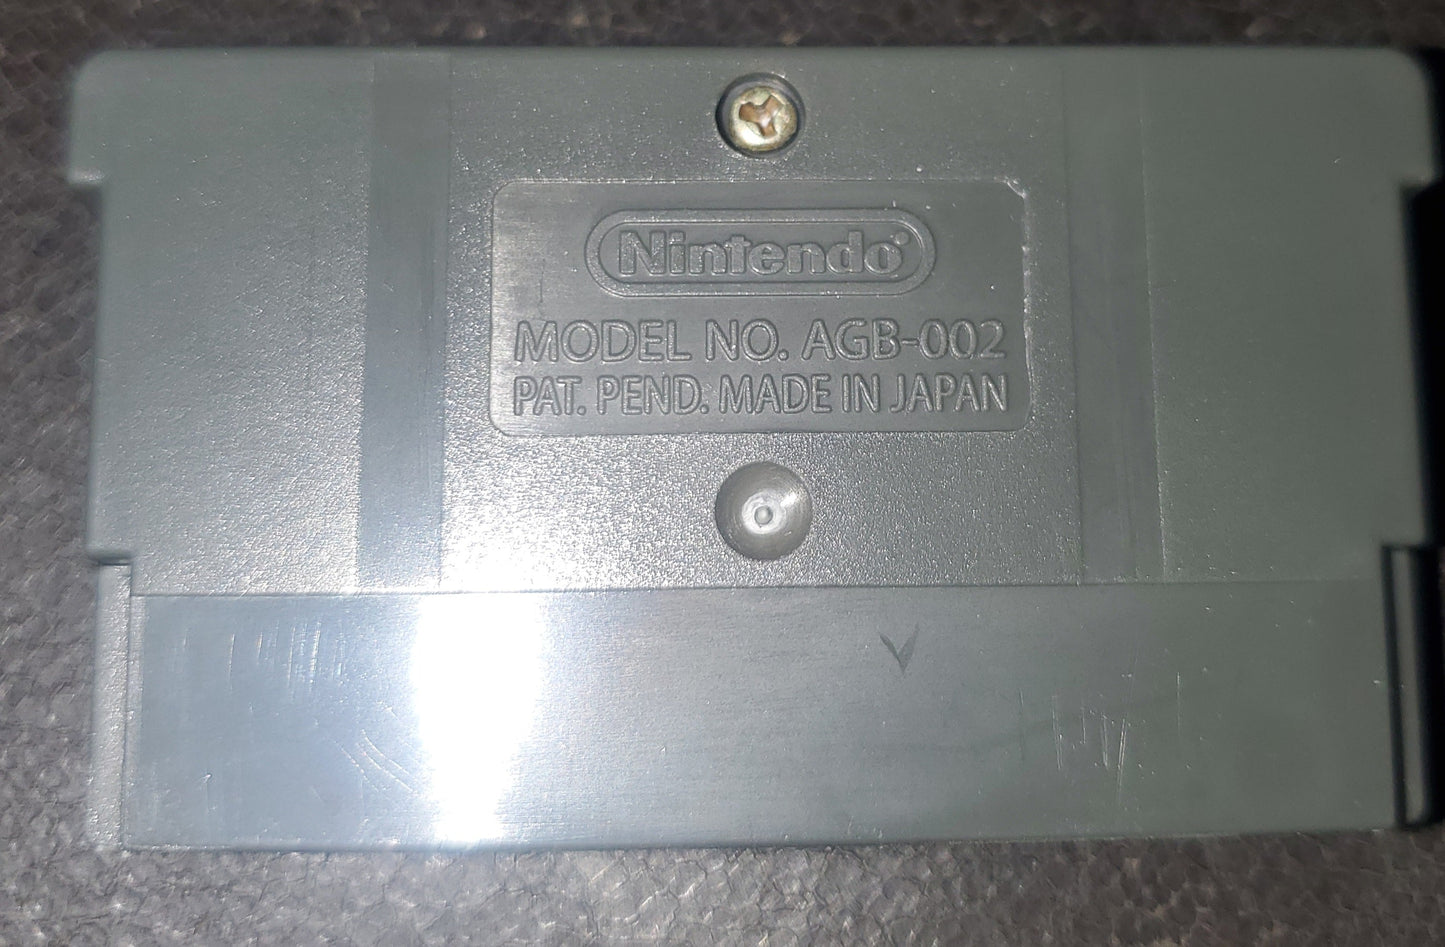 Nintendo®
MODEL NO. AGB-002
PAT. PEND. MADE IN JAPAN